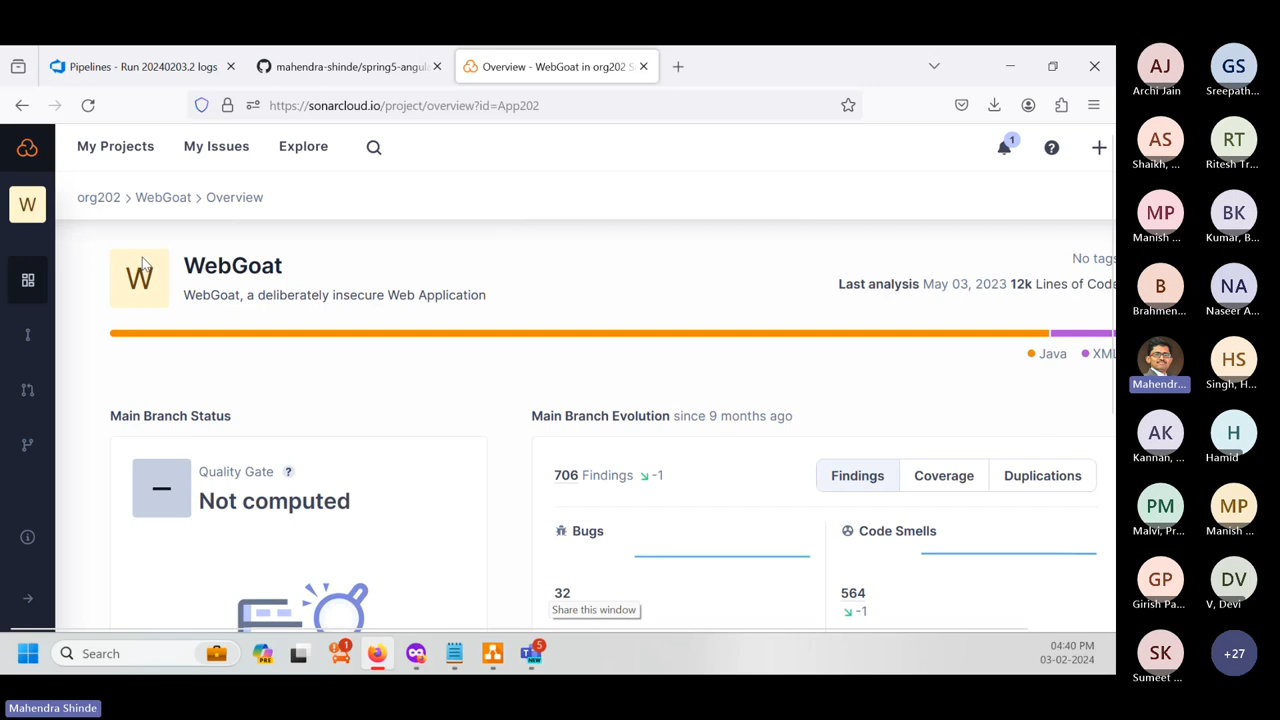 Pipelines - Run 20240203.2 logs
mahendra-shinde/spring5-angul
Overview - WebGoat in org202 S
https://sonarcloud.io/project/overview?id=App202
My Projects
My Issues
Explore
1
W
org202 > WebGoat > Overview
W
WebGoat
WebGoat, a deliberately insecure Web Application
No tags
Last analysis May 03, 2023 12k Lines of Code
Java
XML
Main Branch Status
Main Branch Evolution since 9 months ago
Quality Gate ?
Not computed
706 Findings -1
Findings
Coverage
Duplications
Bugs
Code Smells
32
564
-1
Share this window
Search
PRE
1
NEW
5
04:40 PM
03-02-2024
Mahendra Shinde
AJ
Archi Jain
GS
Sreepath...
AS
Shaikh, ...
RT
Ritesh Tr...
MP
Manish ...
BK
Kumar, B...
B
Brahmen...
NA
Naseer A...
Mahendr...
HS
Singh, H...
AK
Kannan, ...
H
Hamid
PM
Malvi, Pr...
MP
Manish ...
GP
Girish Pa...
DV
V, Devi
SK
Sumeet ...
+27